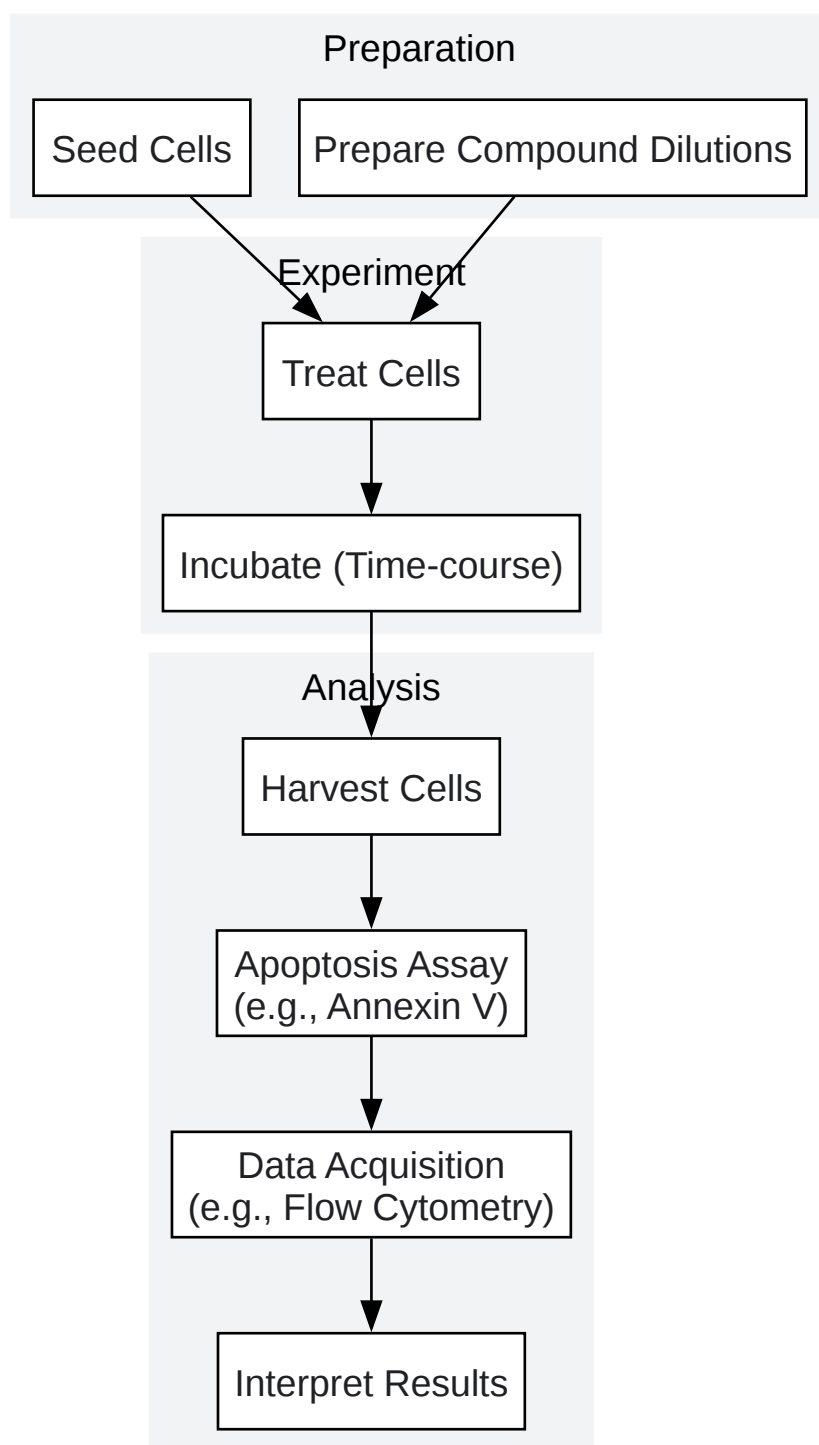 Preparation
Seed Cells
Prepare Compound Dilutions
Experiment
Treat Cells
Incubate (Time-course)
Analysis
Harvest Cells
Apoptosis Assay
(e.g., Annexin V)
Data Acquisition
(e.g., Flow Cytometry)
Interpret Results